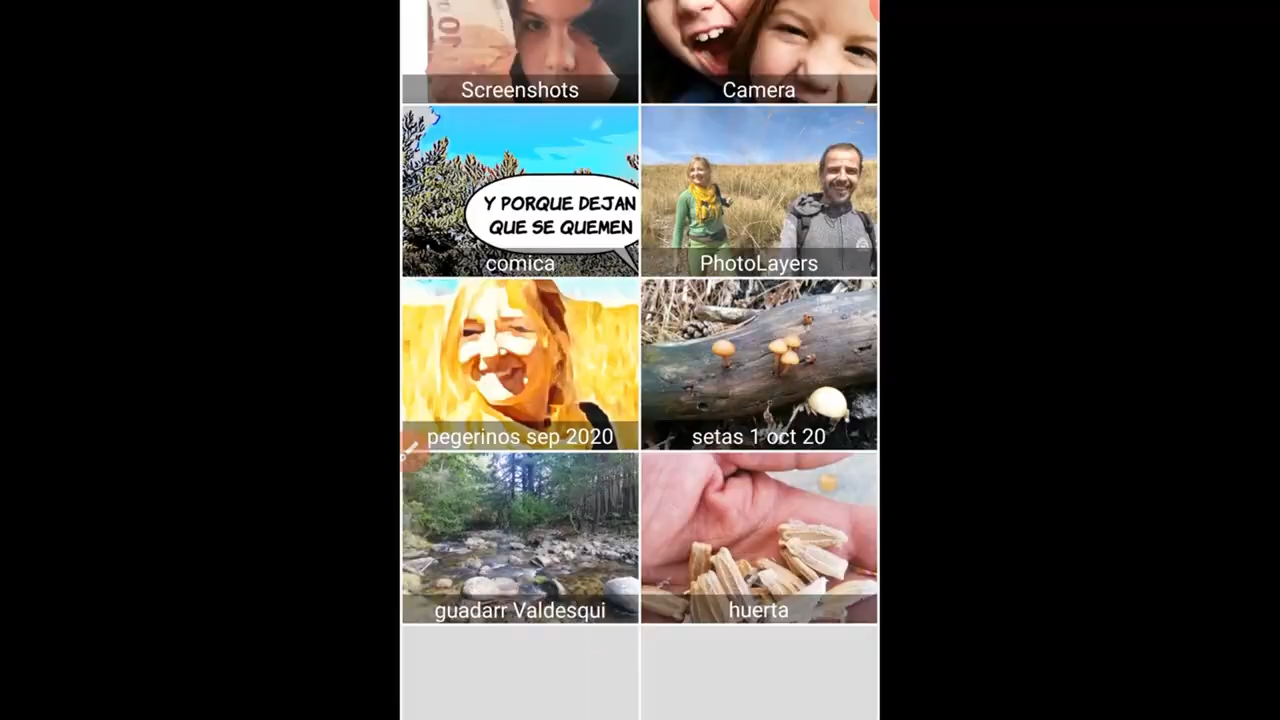 10
Screenshots
Camera
Y PORQUE DEJAN
QUE SE QUEMEN
comica
PhotoLayers
pegerinos sep 2020
setas 1 oct 20
guadarr Valdesqui
huerta